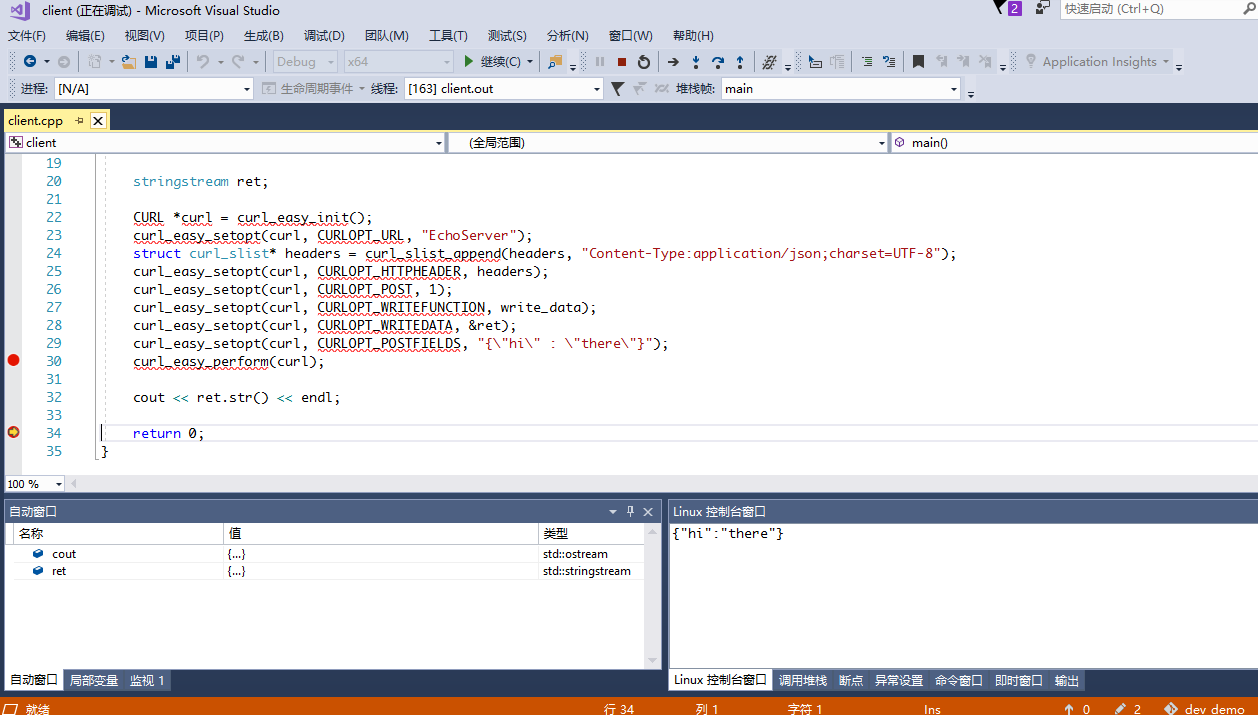 client (正在调试) - Microsoft Visual Studio
2
快速启动 (Ctrl+Q)
文件(F) 编辑(E) 视图(V) 项目(P) 生成(B) 调试(D) 团队(M) 工具(T) 测试(S) 分析(N) 窗口(W) 帮助(H)
Debug x64 继续(C) Application Insights
进程: [N/A] 生命周期事件 线程: [163] client.out 堆栈帧: main
client.cpp
client (全局范围) main()
19
20 stringstream ret;
21
22 CURL *curl = curl_easy_init();
23 curl_easy_setopt(curl, CURLOPT_URL, "EchoServer");
24 struct curl_slist* headers = curl_slist_append(headers, "Content-Type:application/json;charset=UTF-8");
25 curl_easy_setopt(curl, CURLOPT_HTTPHEADER, headers);
26 curl_easy_setopt(curl, CURLOPT_POST, 1);
27 curl_easy_setopt(curl, CURLOPT_WRITEFUNCTION, write_data);
28 curl_easy_setopt(curl, CURLOPT_WRITEDATA, &ret);
29 curl_easy_setopt(curl, CURLOPT_POSTFIELDS, "{\"hi\" : \"there\"}");
30 curl_easy_perform(curl);
31
32 cout << ret.str() << endl;
33
34 return 0;
35 }
100 %
自动窗口
名称 值 类型
cout {...} std::ostream
ret {...} std::stringstream
自动窗口 局部变量 监视 1
Linux 控制台窗口
{"hi":"there"}
Linux 控制台窗口 调用堆栈 断点 异常设置 命令窗口 即时窗口 输出
就绪 行 34 列 1 字符 1 Ins 0 2 dev_demo